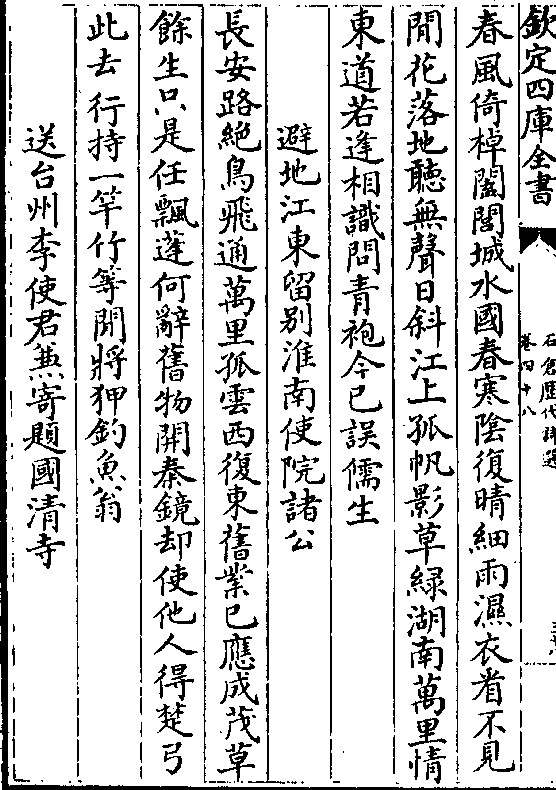 欽定四庫全書
石倉歷代詩選
卷四十八
春風倚棹闔閭城水國春寒陰復晴細雨濕衣看不見
閒花落地聽無聲日斜江上孤帆影草綠湖南萬里情
東道若逢相識問青袍今已誤儒生
避地江東留別淮南使院諸公
長安路絶鳥飛通萬里孤雲西復東舊業已應成茂草
餘生只是任飄蓬何辭舊物開秦鏡却使他人得楚弓
此去行持一竿竹等閒將狎釣魚翁
送台州李使君蕪寄題國清寺